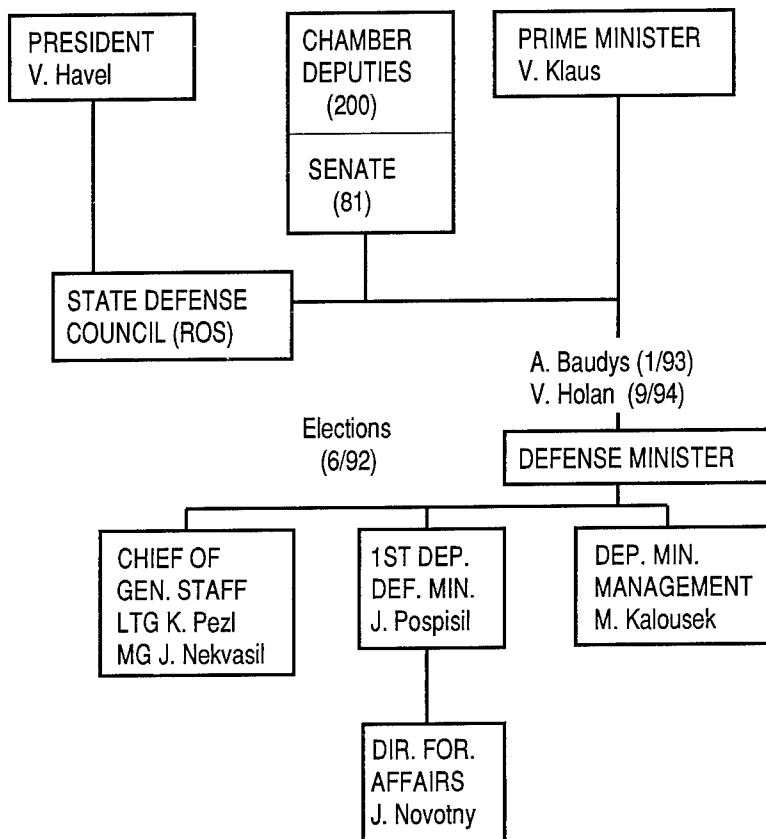 PRESIDENT
V. Havel
CHAMBER
DEPUTIES
(200)
SENATE
(81)
PRIME MINISTER
V. Klaus
STATE DEFENSE
COUNCIL (ROS)
A. Baudys (1/93)
V. Holan (9/94)
Elections
(6/92)
DEFENSE MINISTER
CHIEF OF
GEN. STAFF
LTG K. Pezl
MG J. Nekvasil
1ST DEP.
DEF. MIN.
J. Pospisil
DEP. MIN.
MANAGEMENT
M. Kalousek
DIR. FOR.
AFFAIRS
J. Novotny